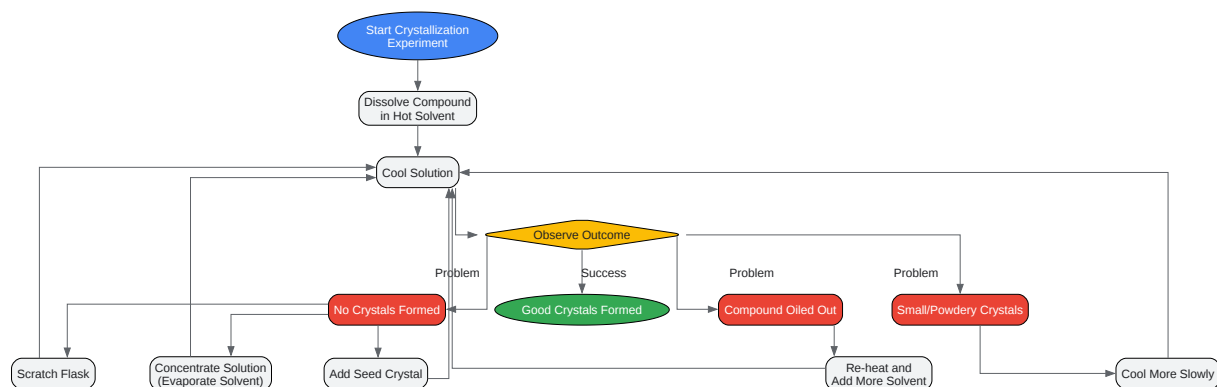 Start Crystallization
Experiment
Dissolve Compound
in Hot Solvent
Cool Solution
Observe Outcome
Problem
Success
Problem
Problem
No Crystals Formed
Good Crystals Formed
Compound Oiled Out
Small/Powdery Crystals
Scratch Flask
Concentrate Solution
(Evaporate Solvent)
Add Seed Crystal
Re-heat and
Add More Solvent
Cool More Slowly